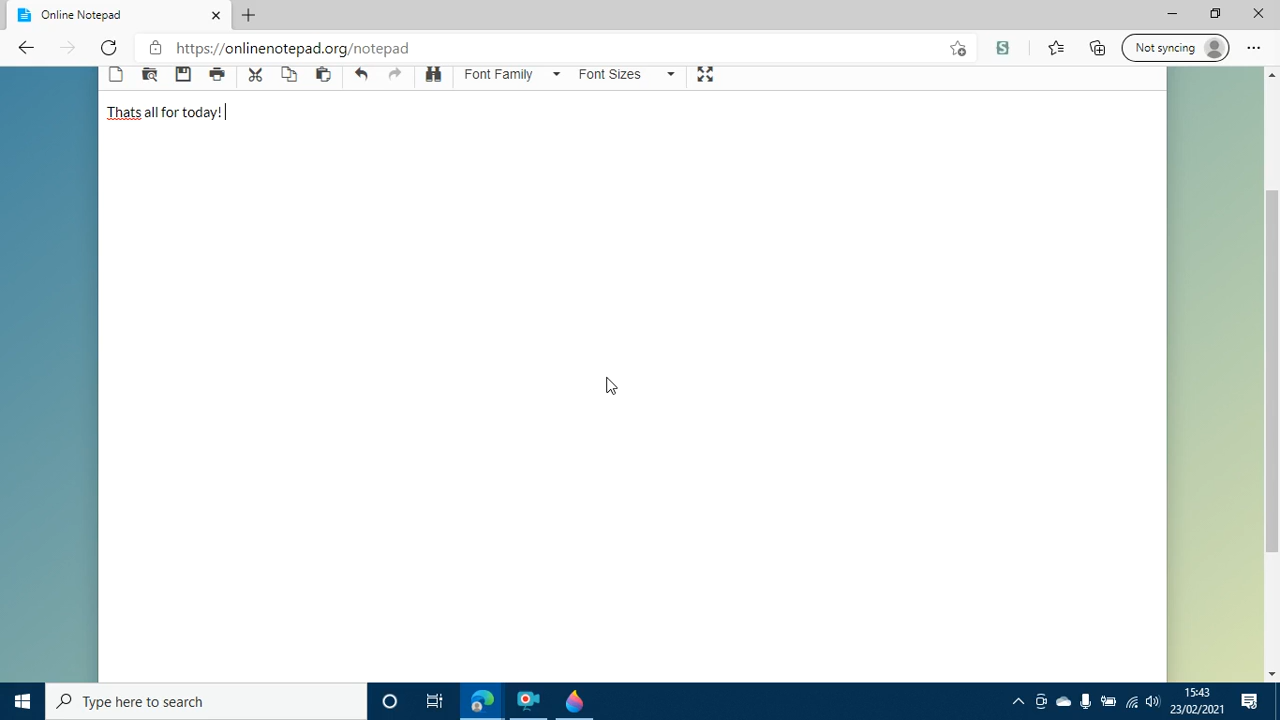 Online Notepad
https://onlinenotepad.org/notepad
Not syncing
Font Family
Font Sizes
Thats all for today!
Type here to search
15:43
23/02/2021